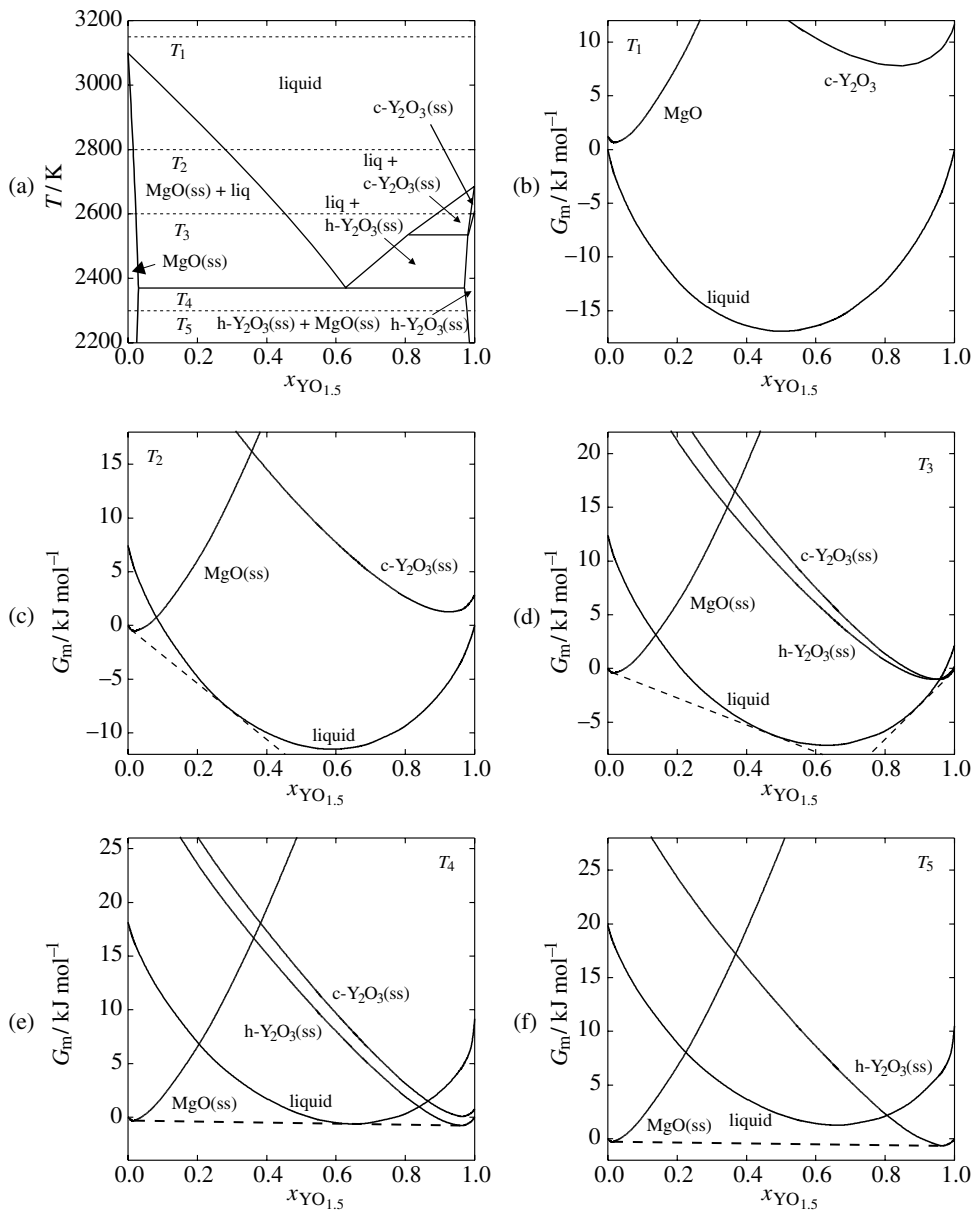 (a)
T / K
3200
3000
2800
2600
2400
2200
0.0 0.2 0.4 0.6 0.8 1.0
x_YO1.5
T1
liquid
c-Y2O3(ss)
T2
MgO(ss) + liq
liq +
c-Y2O3(ss)
liq +
h-Y2O3(ss)
T3
MgO(ss)
T4
T5
h-Y2O3(ss) + MgO(ss)
h-Y2O3(ss)
(b)
Gm / kJ mol−1
10
5
0
−5
−10
−15
0.0 0.2 0.4 0.6 0.8 1.0
x_YO1.5
T1
c-Y2O3
MgO
liquid
(c)
Gm / kJ mol−1
15
10
5
0
−5
−10
0.0 0.2 0.4 0.6 0.8 1.0
x_YO1.5
T2
MgO(ss)
c-Y2O3(ss)
liquid
(d)
Gm / kJ mol−1
20
15
10
5
0
−5
0.0 0.2 0.4 0.6 0.8 1.0
x_YO1.5
T3
c-Y2O3(ss)
MgO(ss)
h-Y2O3(ss)
liquid
(e)
Gm / kJ mol−1
25
20
15
10
5
0
0.0 0.2 0.4 0.6 0.8 1.0
x_YO1.5
T4
c-Y2O3(ss)
h-Y2O3(ss)
MgO(ss)
liquid
(f)
Gm / kJ mol−1
25
20
15
10
5
0
0.0 0.2 0.4 0.6 0.8 1.0
x_YO1.5
T5
h-Y2O3(ss)
MgO(ss)
liquid